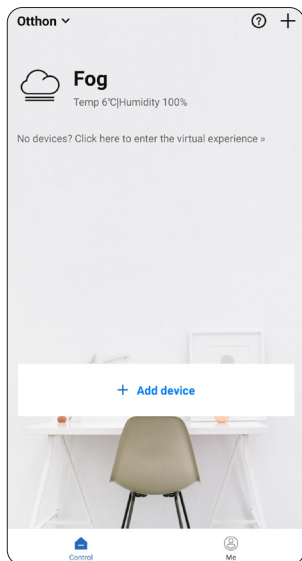 Otthon
Fog
Temp 6℃|Humidity 100%
No devices? Click here to enter the virtual experience »
+ Add device
Control
Me